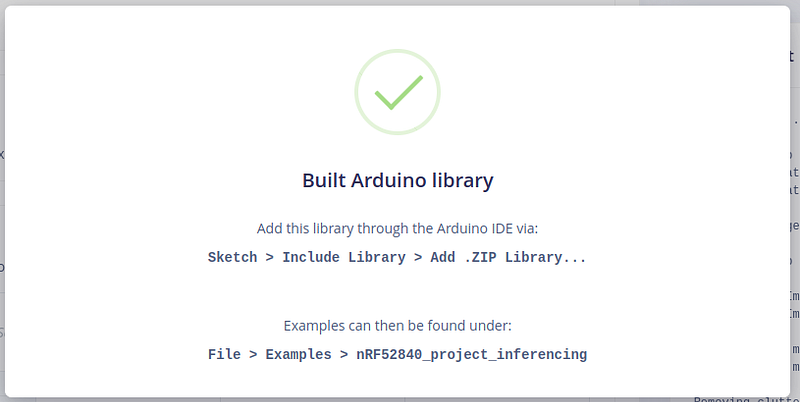 Built Arduino library
Add this library through the Arduino IDE via:
Sketch > Include Library > Add .ZIP Library...
Examples can then be found under:
File > Examples > nRF52840_project_inferencing